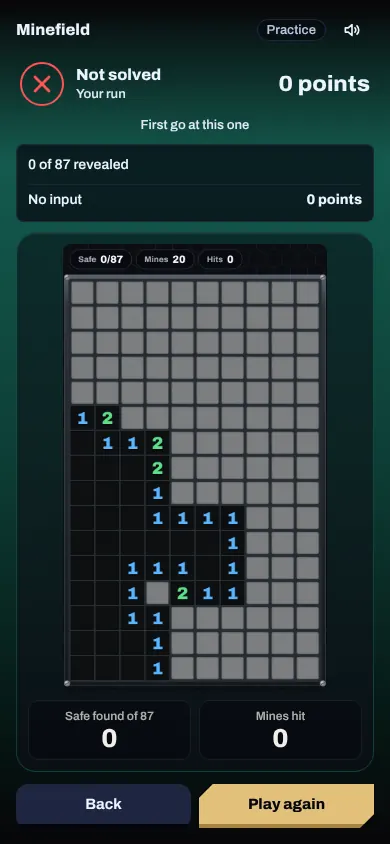 Minefield
Practice
Not solved
Your run
0 points
First go at this one
0 of 87 revealed
No input 0 points
Safe 0/87 Mines 20 Hits 0
1 2
1 1 2
2
1
1 1 1 1
1
1 1 1 1
1 2 1 1
1 1
1
1
Safe found of 87
0
Mines hit
0
Back
Play again